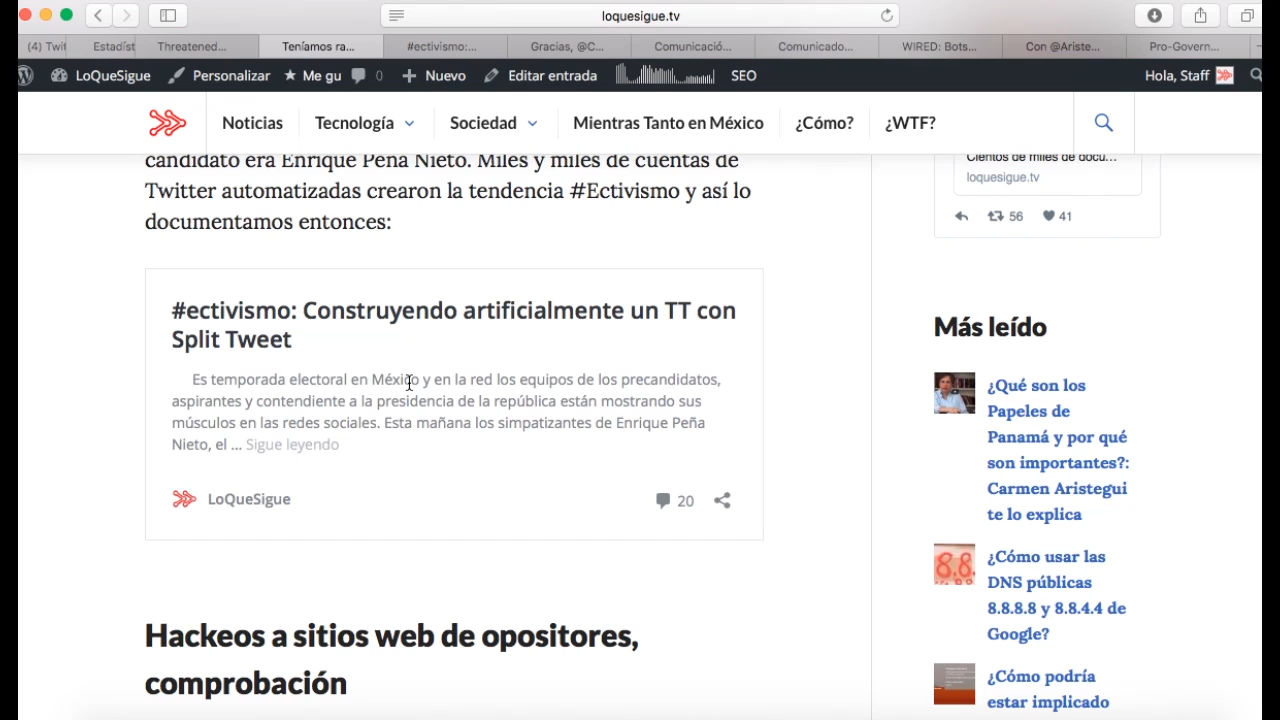 loquesigue.tv
(4) Twit
Estadíst
Threatened...
Teníamos ra...
#ectivismo:...
Gracias, @C...
Comunicació...
Comunicado...
WIRED: Bots...
Con @Ariste...
Pro-Govern...
LoQueSigue
Personalizar
Me gu
0
Nuevo
Editar entrada
SEO
Hola, Staff
Noticias
Tecnología
Sociedad
Mientras Tanto en México
¿Cómo?
¿WTF?
candidato era Enrique Peña Nieto. Miles y miles de cuentas de
Twitter automatizadas crearon la tendencia #Ectivismo y así lo
documentamos entonces:
#ectivismo: Construyendo artificialmente un TT con
Split Tweet
Es temporada electoral en México y en la red los equipos de los precandidatos,
aspirantes y contendiente a la presidencia de la república están mostrando sus
músculos en las redes sociales. Esta mañana los simpatizantes de Enrique Peña
Nieto, el ... Sigue leyendo
LoQueSigue
20
Hackeos a sitios web de opositores,
comprobación
Cientos de miles de docu...
loquesigue.tv
56
41
Más leído
¿Qué son los
Papeles de
Panamá y por qué
son importantes?:
Carmen Aristegui
te lo explica
8.8.
¿Cómo usar las
DNS públicas
8.8.8.8 y 8.8.4.4 de
Google?
¿Cómo podría
estar implicado